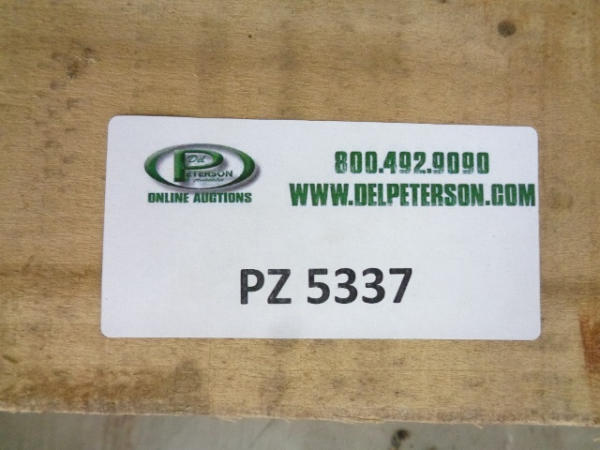 Del
PETERSON
ONLINE AUCTIONS
800.492.9090
WWW.DELPETERSON.COM
PZ 5337